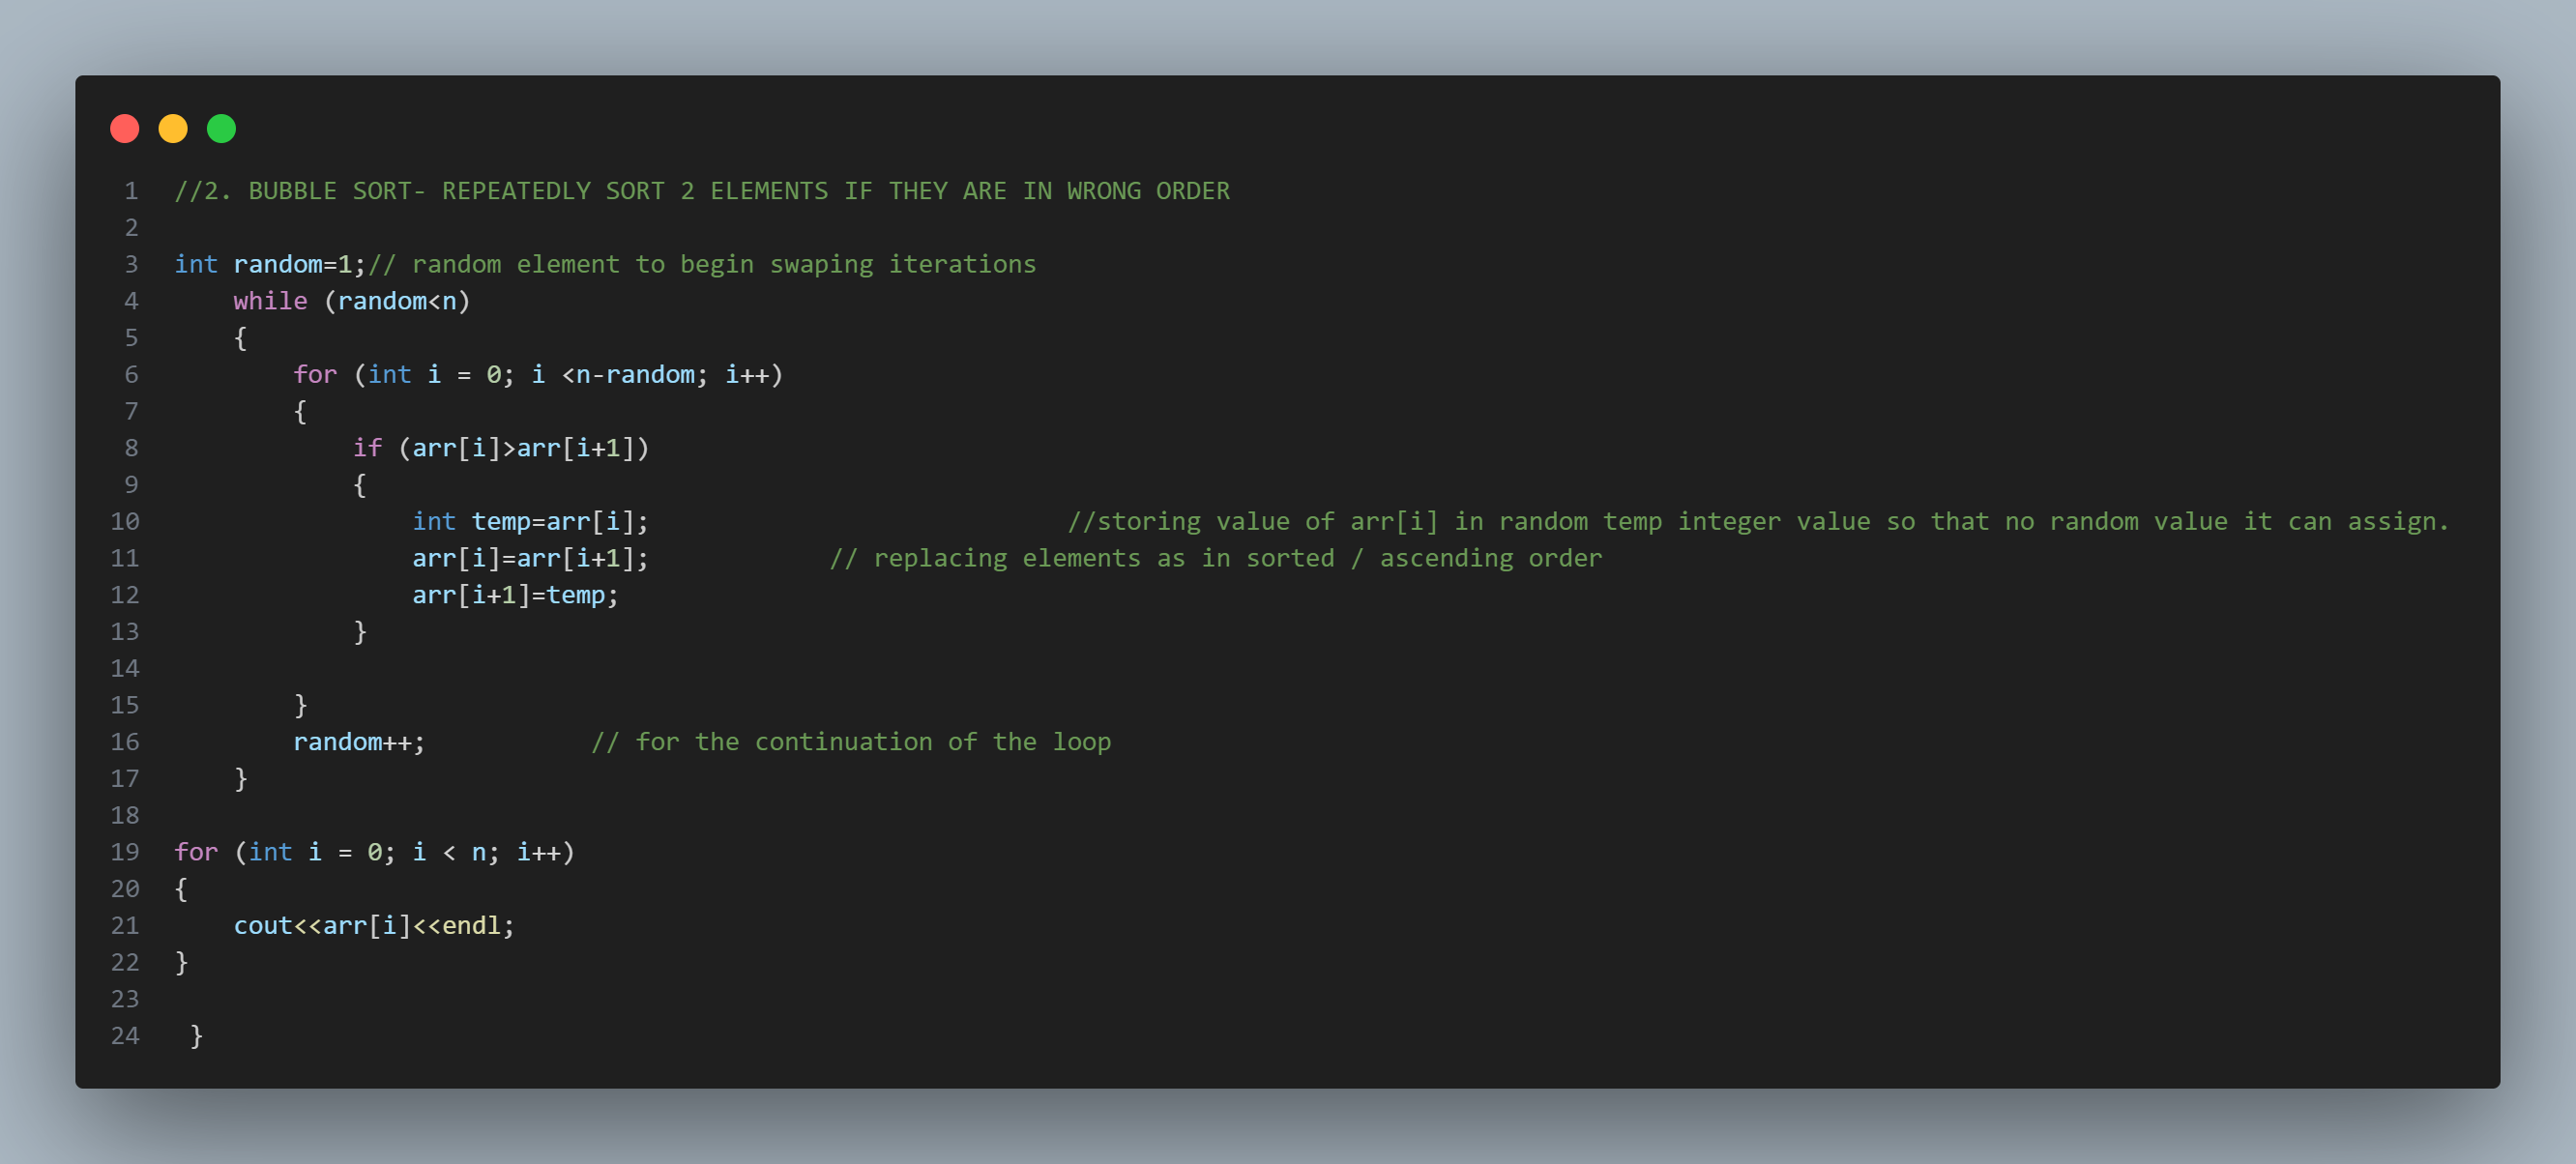 1 //2. BUBBLE SORT- REPEATEDLY SORT 2 ELEMENTS IF THEY ARE IN WRONG ORDER
2
3 int random=1;// random element to begin swaping iterations
4     while (random<n)
5     {
6         for (int i = 0; i <n-random; i++)
7         {
8             if (arr[i]>arr[i+1])
9             {
10                 int temp=arr[i];                            //storing value of arr[i] in random temp integer value so that no random value it can assign.
11                 arr[i]=arr[i+1];            // replacing elements as in sorted / ascending order
12                 arr[i+1]=temp;
13             }
14
15         }
16         random++;           // for the continuation of the loop
17     }
18
19 for (int i = 0; i < n; i++)
20 {
21     cout<<arr[i]<<endl;
22 }
23
24  }